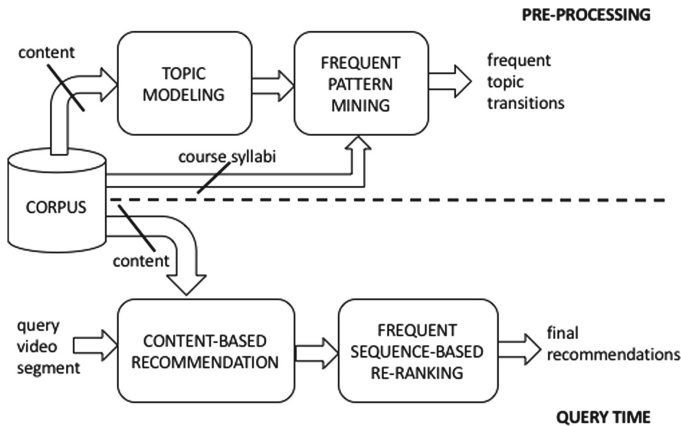 PRE-PROCESSING
content
TOPIC
MODELING
FREQUENT
PATTERN
MINING
frequent
topic
transitions
course syllabi
CORPUS
content
query
video
segment
CONTENT-BASED
RECOMMENDATION
FREQUENT
SEQUENCE-BASED
RE-RANKING
final
recommendations
QUERY TIME